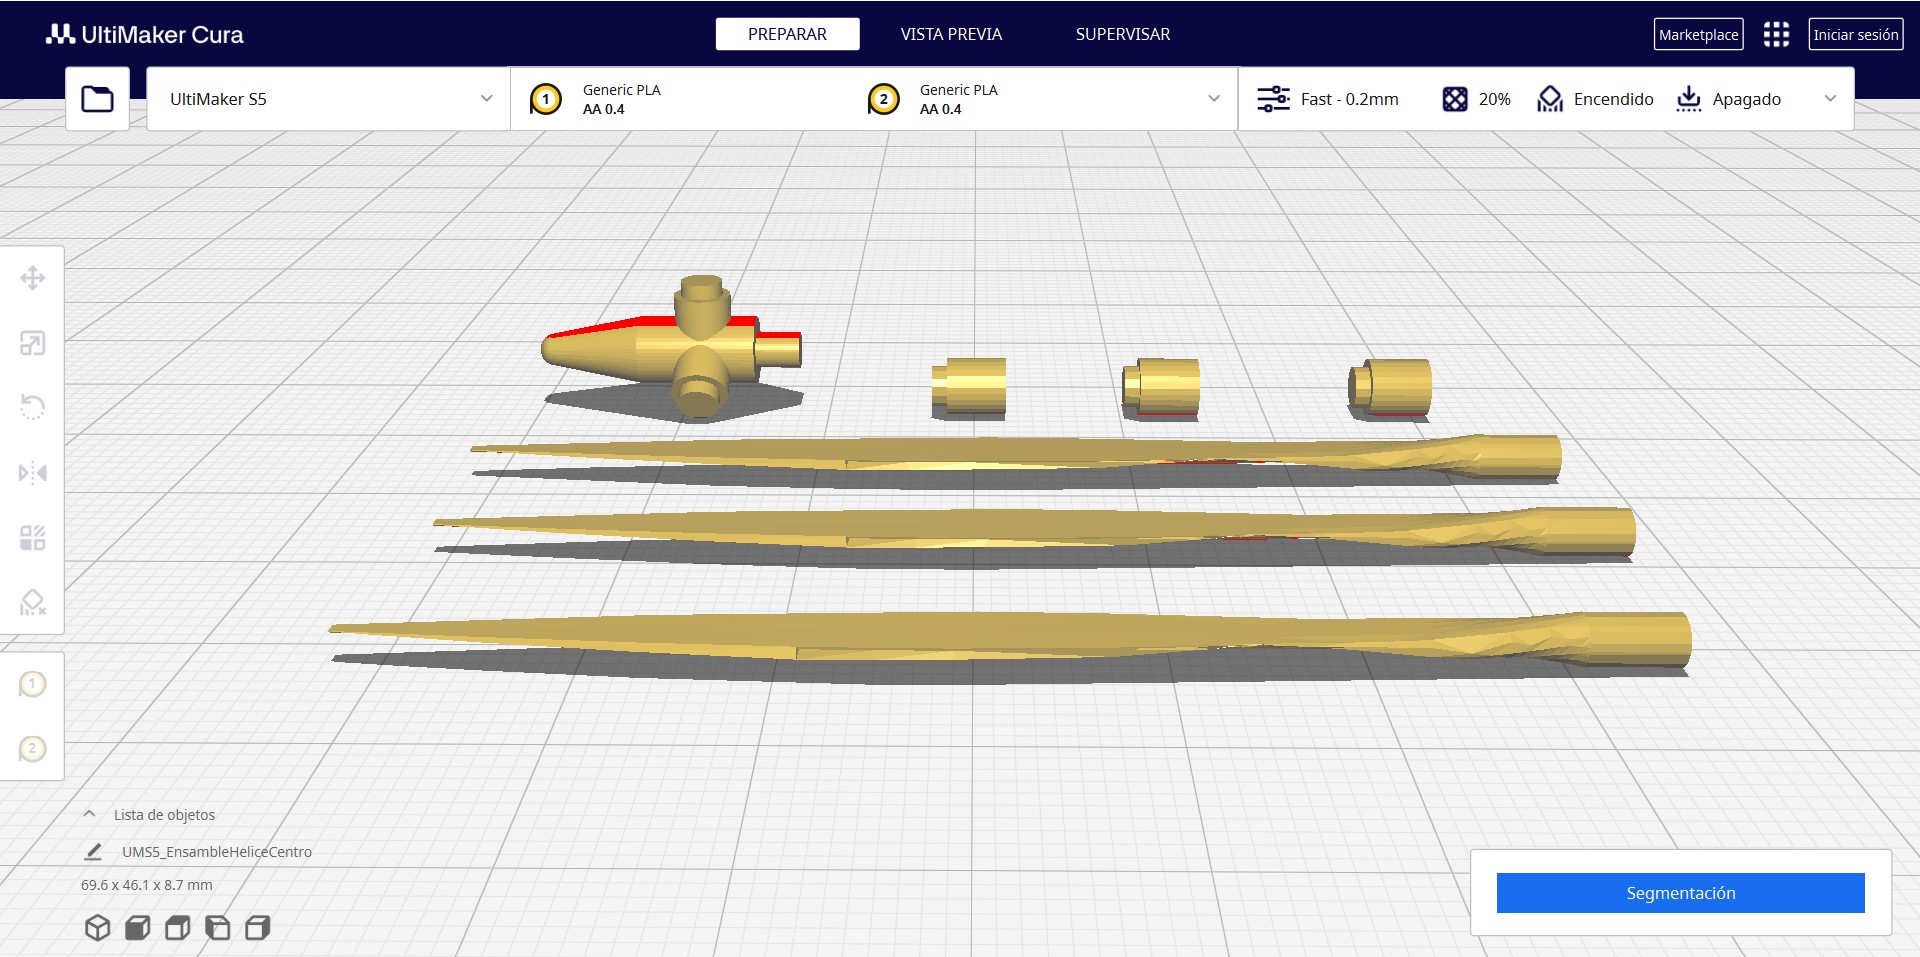 UltiMaker Cura
PREPARAR
VISTA PREVIA
SUPERVISAR
Marketplace
Iniciar sesión
UltiMaker S5
1
Generic PLA
AA 0.4
2
Generic PLA
AA 0.4
Fast - 0.2mm
20%
Encendido
Apagado
1
2
Lista de objetos
UMS5_EnsambleHeliceCentro
69.6 x 46.1 x 8.7 mm
Segmentación